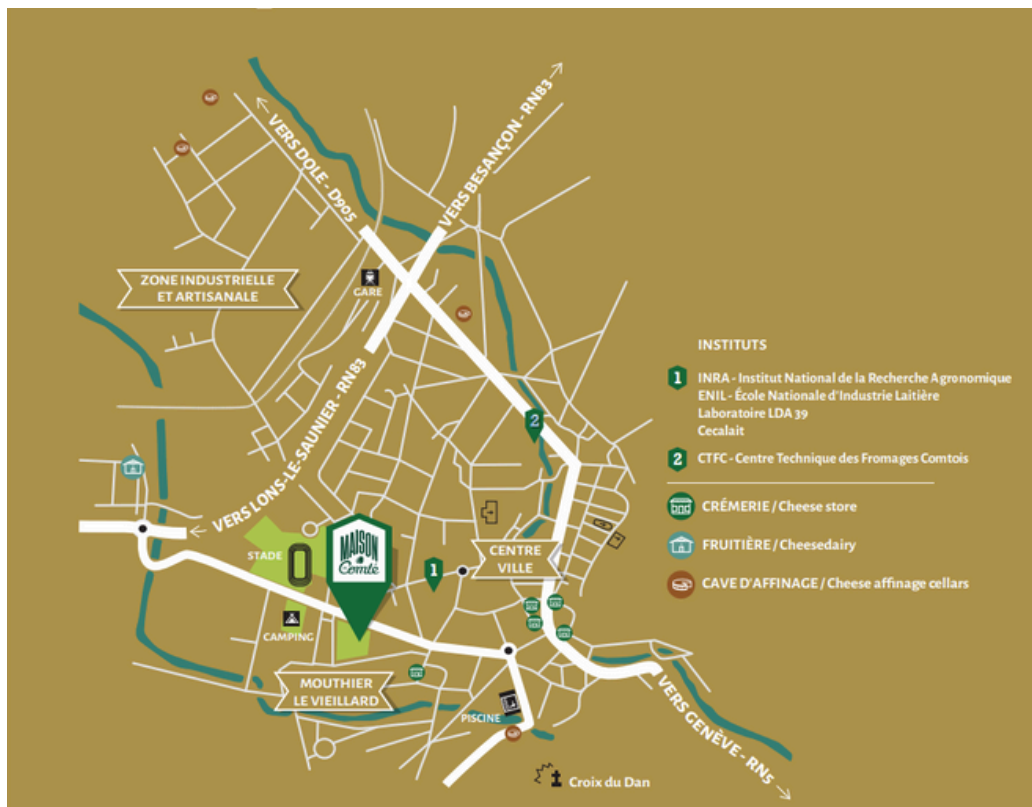 VERS DOLE - D905
VERS BESANÇON - RN83
ZONE INDUSTRIELLE
ET ARTISANALE
GARE
VERS LONS-LE-SAUNIER - RN83
INSTITUTS
1
INRA - Institut National de la Recherche Agronomique
ENIL - École Nationale d'Industrie Laitière
Laboratoire LDA 39
Cecalait
2
CTFC - Centre Technique des Fromages Comtois
CRÉMERIE / Cheese store
FRUITIÈRE / Cheesedairy
CAVE D'AFFINAGE / Cheese affinage cellars
2
STADE
MAISON
du
Comté
1
CENTRE
VILLE
CAMPING
MOUTHIER
LE VIEILLARD
PISCINE
VERS GENÈVE - RN5
Croix du Dan